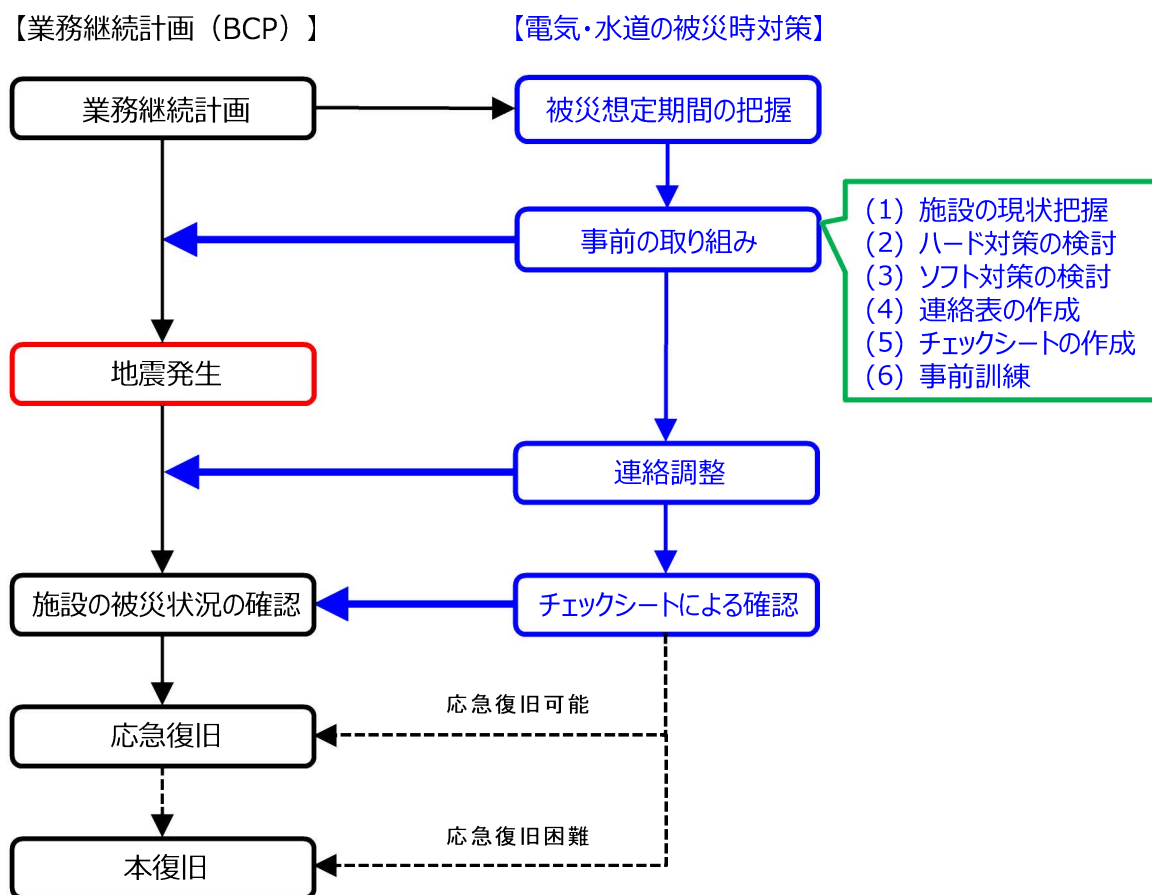 【業務継続計画（BCP）】
【電気・水道の被災時対策】
業務継続計画
被災想定期間の把握
事前の取り組み
(1) 施設の現状把握
(2) ハード対策の検討
(3) ソフト対策の検討
(4) 連絡表の作成
(5) チェックシートの作成
(6) 事前訓練
地震発生
連絡調整
施設の被災状況の確認
チェックシートによる確認
応急復旧可能
応急復旧
応急復旧困難
本復旧